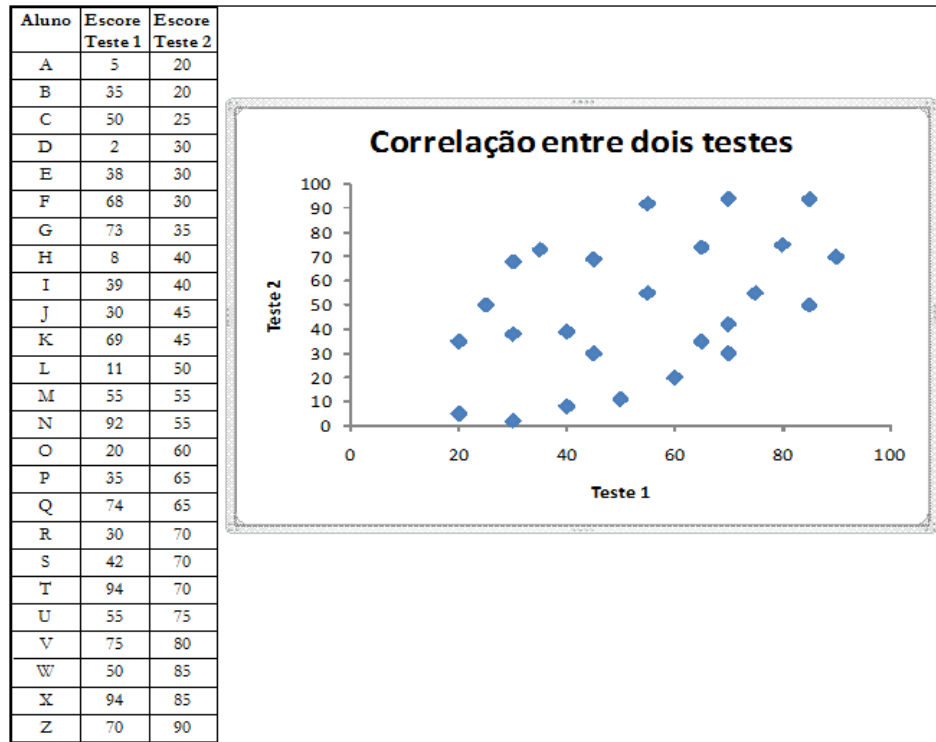 Aluno Escore Teste 1 Escore Teste 2
A 5 20
B 35 20
C 50 25
D 2 30
E 38 30
F 68 30
G 73 35
H 8 40
I 39 40
J 30 45
K 69 45
L 11 50
M 55 55
N 92 55
O 20 60
P 35 65
Q 74 65
R 30 70
S 42 70
T 94 70
U 55 75
V 75 80
W 50 85
X 94 85
Z 70 90
Correlação entre dois testes
100
90
80
70
60
50
40
30
20
10
0
Teste 2
0 20 40 60 80 100
Teste 1